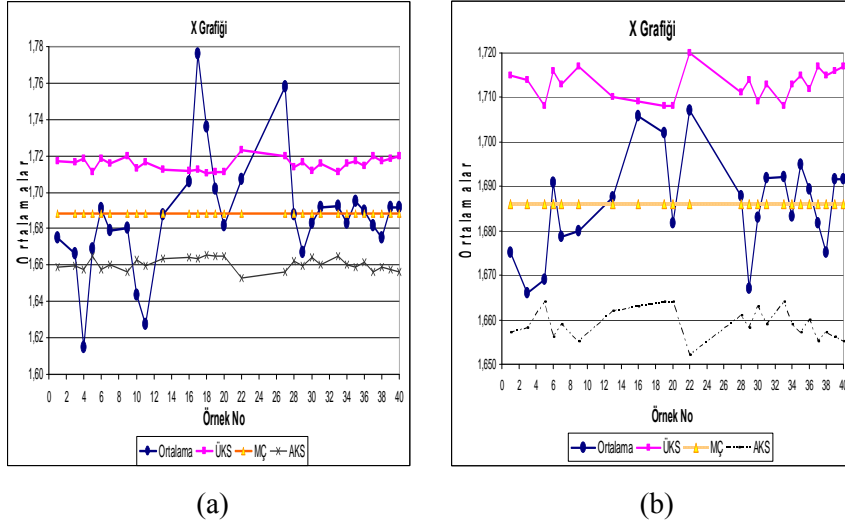 X Grafiği
1,78
1,76
1,74
1,72
1,70
1,68
1,66
1,64
1,62
1,60
Ortalamalar
0 2 4 6 8 10 12 14 16 18 20 22 24 26 28 30 32 34 36 38 40
Örnek No
Ortalama ÜKS MÇ AKS
(a)
X Grafiği
1,720
1,710
1,700
1,690
1,680
1,670
1,660
1,650
Ortalamalar
0 2 4 6 8 10 12 14 16 18 20 22 24 26 28 30 32 34 36 38 40
Örnek No
Ortalama ÜKS MÇ AKS
(b)